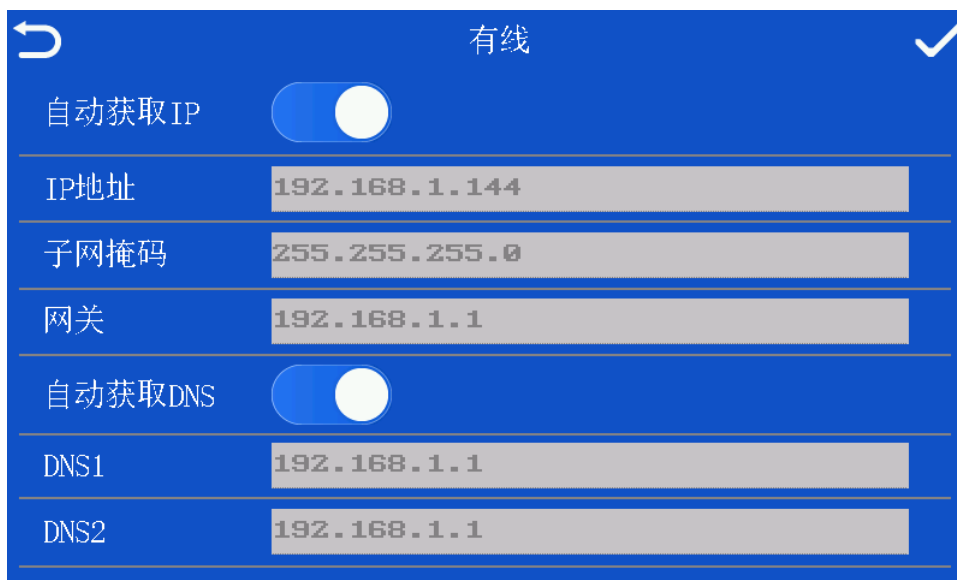 有线
自动获取IP
IP地址 192.168.1.144
子网掩码 255.255.255.0
网关 192.168.1.1
自动获取DNS
DNS1 192.168.1.1
DNS2 192.168.1.1